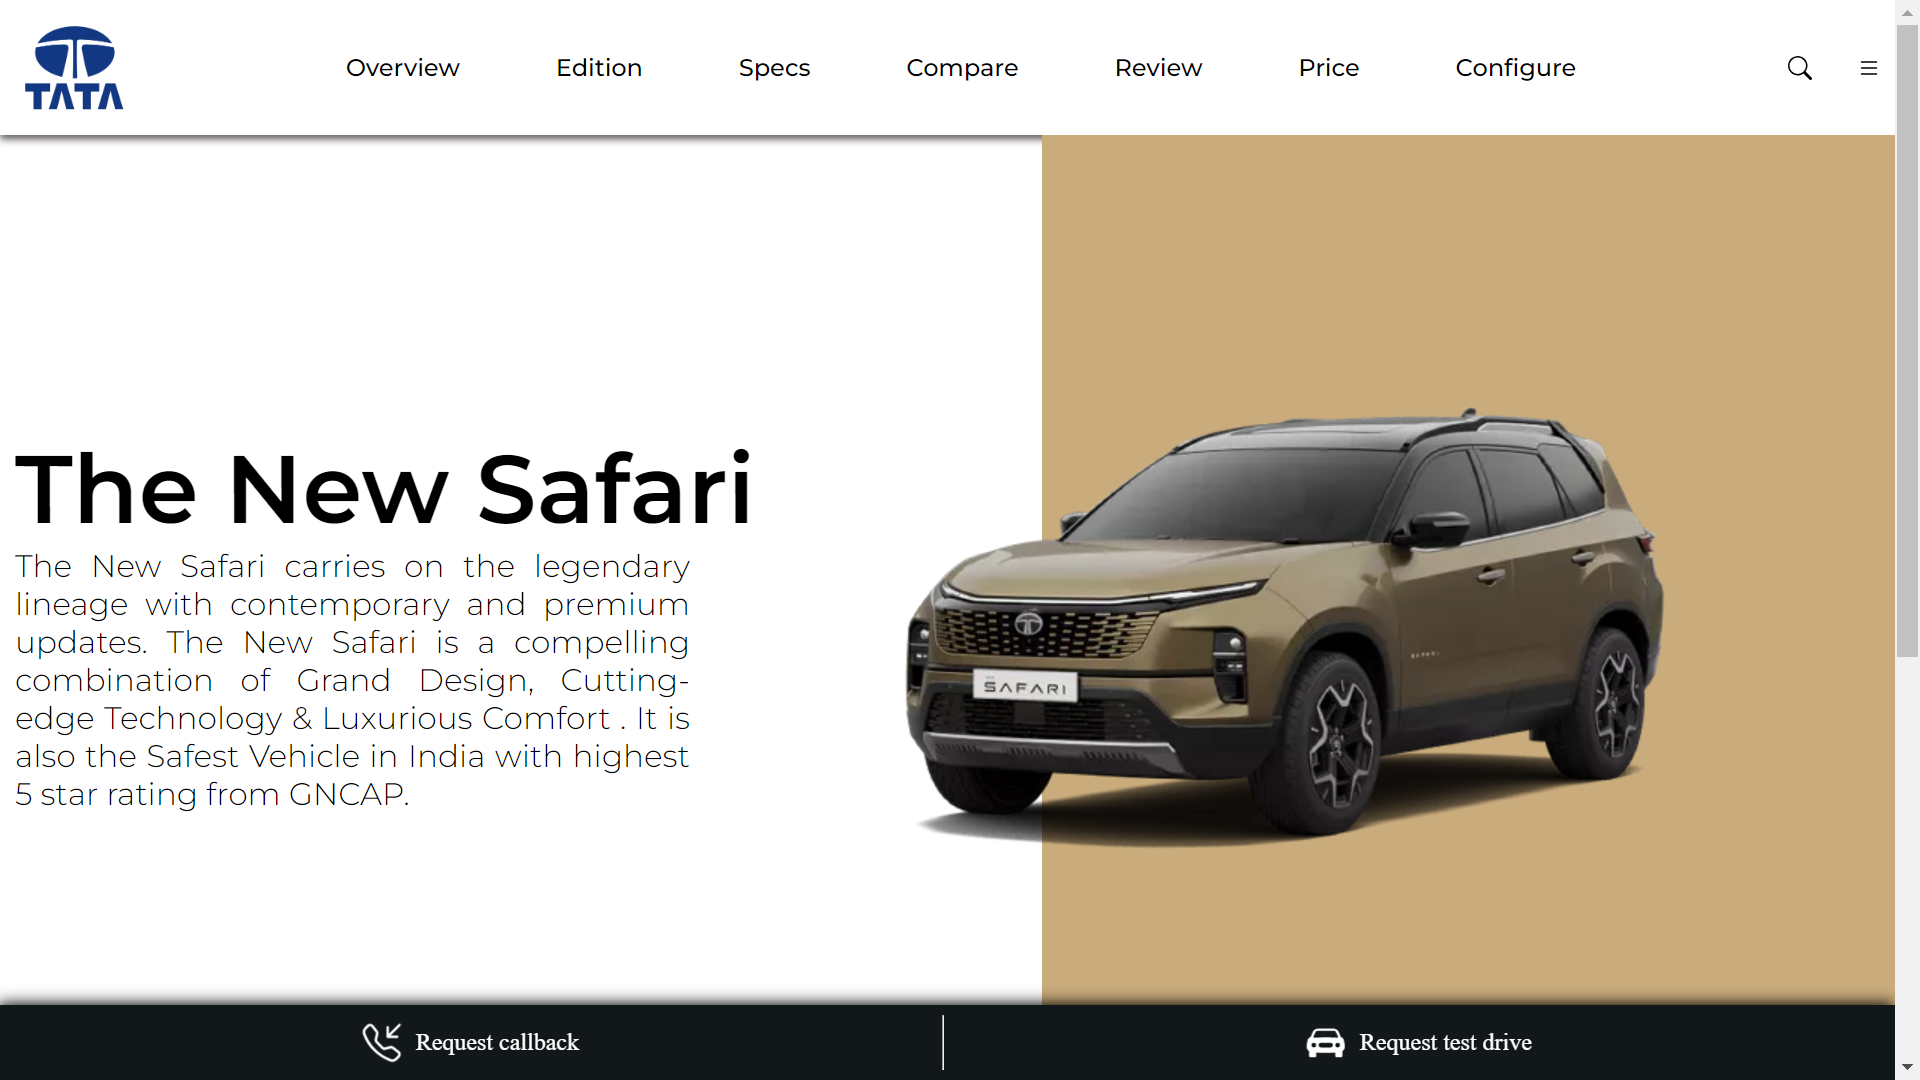 TATA
Overview
Edition
Specs
Compare
Review
Price
Configure
The New Safari
The New Safari carries on the legendary
lineage with contemporary and premium
updates. The New Safari is a compelling
combination of Grand Design, Cutting-
edge Technology & Luxurious Comfort . It is
also the Safest Vehicle in India with highest
5 star rating from GNCAP.
SAFARI
SAFARI
Request callback
Request test drive